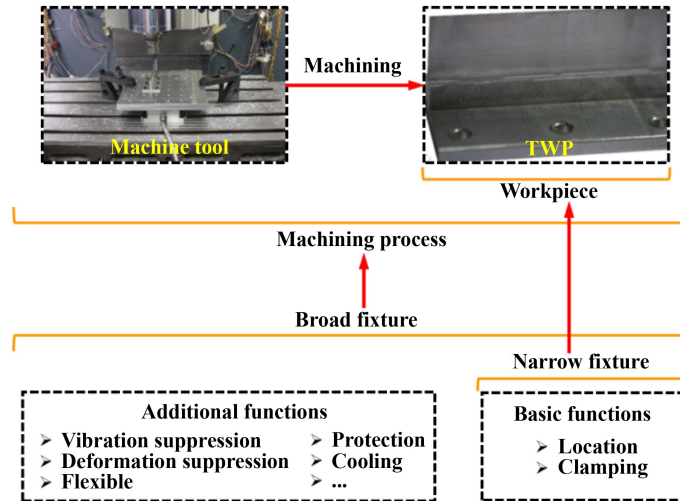 Machining
Machine tool
TWP
Workpiece
Machining process
Broad fixture
Narrow fixture
Additional functions
➤ Vibration suppression
➤ Deformation suppression
➤ Flexible
➤ Protection
➤ Cooling
➤ ...
Basic functions
➤ Location
➤ Clamping